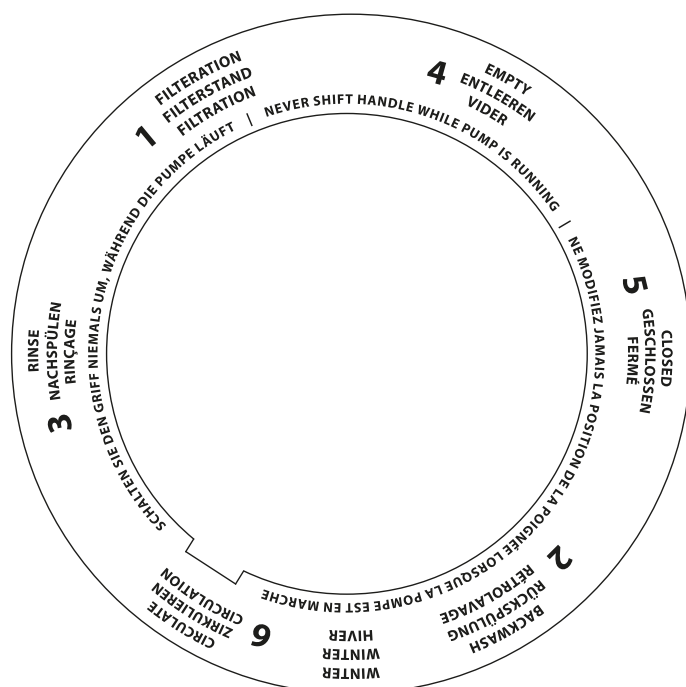 1
FILTERATION
FILTERSTAND
FILTRATION
4
EMPTY
ENTLEEREN
VIDER
5
CLOSED
GESCHLOSSEN
FERMÉ
2
BACKWASH
RÜCKSPÜLUNG
RÉTROLAVAGE
WINTER
WINTER
HIVER
6
CIRCULATE
ZIRKULIEREN
CIRCULATION
3
RINSE
NACHSPÜLEN
RINÇAGE
SCHALTEN SIE DEN GRIFF NIEMALS UM, WÄHREND DIE PUMPE LÄUFT | NEVER SHIFT HANDLE WHILE PUMP IS RUNNING | NE MODIFIEZ JAMAIS LA POSITION DE LA POIGNÉE LORSQUE LA POMPE EST EN MARCHE